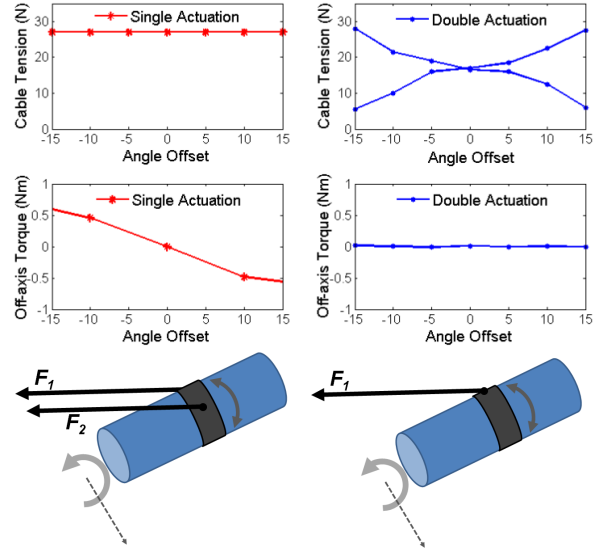 Cable Tension (N)
30
20
10
0
Single Actuation
-15 -10 -5 0 5 10 15
Angle Offset
Cable Tension (N)
30
20
10
0
Double Actuation
-15 -10 -5 0 5 10 15
Angle Offset
Off-axis Torque (Nm)
1
0.5
0
-0.5
-1
Single Actuation
-15 -10 -5 0 5 10 15
Angle Offset
Off-axis Torque (Nm)
1
0.5
0
-0.5
-1
Double Actuation
-15 -10 -5 0 5 10 15
Angle Offset
F1
F2
F1